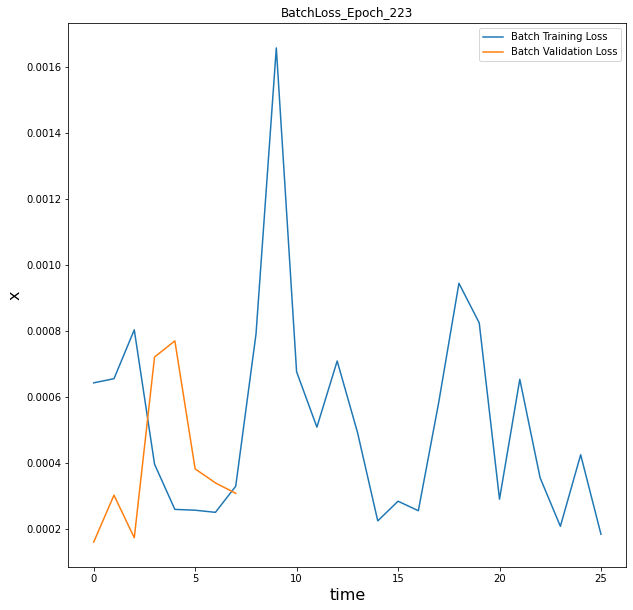 BatchLoss_Epoch_223
Batch Training Loss
Batch Validation Loss
0.0016
0.0014
0.0012
0.0010
0.0008
0.0006
0.0004
0.0002
x
0 5 10 15 20 25
time